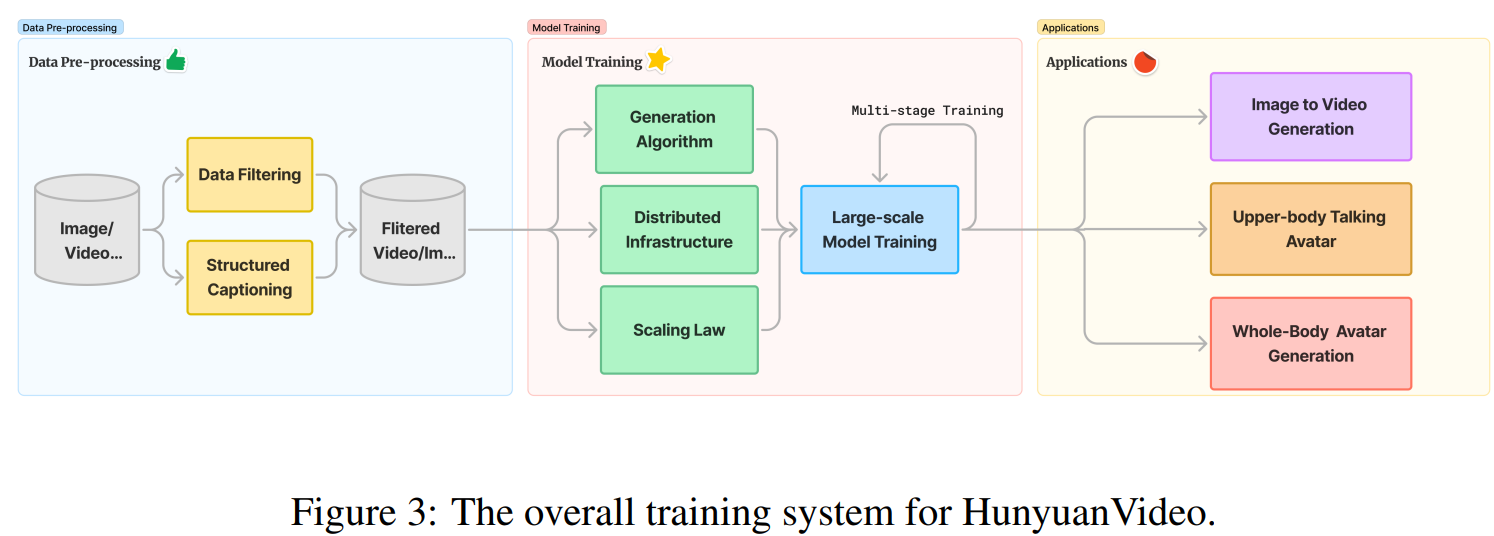 Data Pre-processing
Model Training
Applications
Data Pre-processing
Model Training
Applications
Image/
Video...
Data Filtering
Structured
Captioning
Flitered
Video/Im...
Generation
Algorithm
Distributed
Infrastructure
Scaling Law
Multi-stage Training
Large-scale
Model Training
Image to Video
Generation
Upper-body Talking
Avatar
Whole-Body Avatar
Generation
Figure 3: The overall training system for HunyuanVideo.